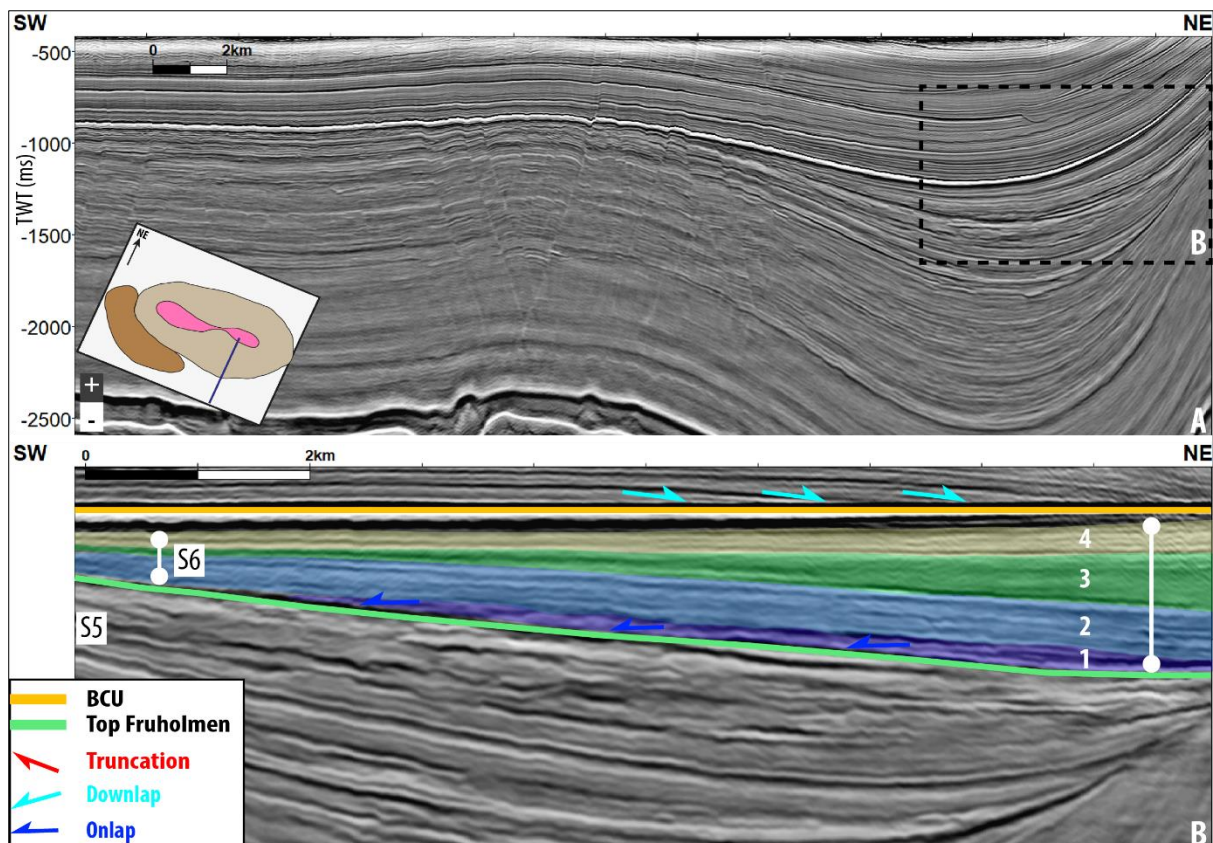 SW NE
0 2km
-500
-1000
-1500
-2000
-2500
TWT (ms)
NE
+
-
B
A
SW NE
0 2km
S6
S5
4
3
2
1
BCU
Top Fruholmen
Truncation
Downlap
Onlap
B